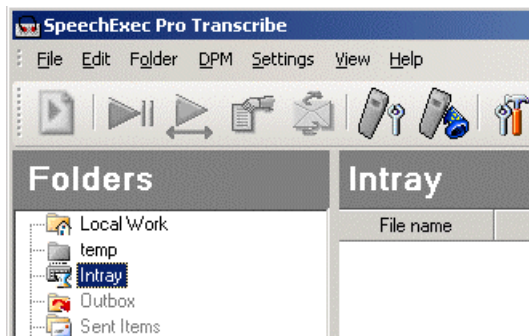 SpeechExec Pro Transcribe
File Edit Folder DPM Settings View Help
Folders
Intray
File name
Local Work
temp
Intray
Outbox
Sent Items